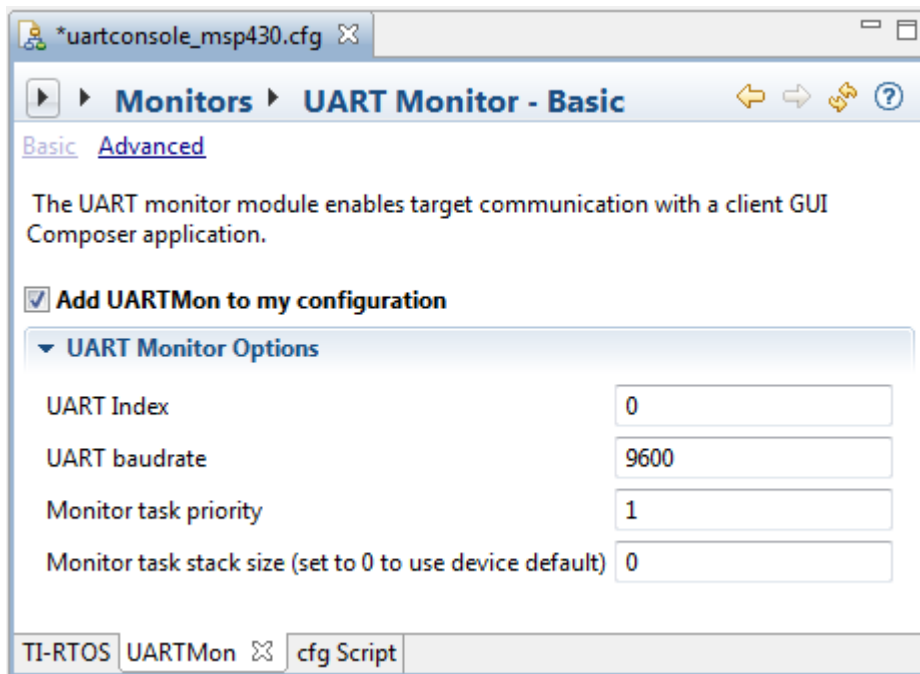 *uartconsole_msp430.cfg
Monitors UART Monitor - Basic
Basic Advanced
The UART monitor module enables target communication with a client GUI
Composer application.
Add UARTMon to my configuration
UART Monitor Options
UART Index 0
UART baudrate 9600
Monitor task priority 1
Monitor task stack size (set to 0 to use device default) 0
TI-RTOS UARTMon cfg Script